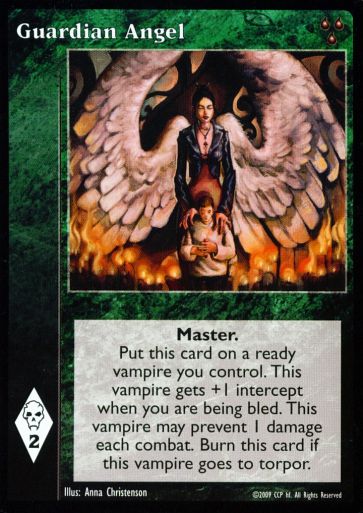 Guardian Angel
Master.
Put this card on a ready
vampire you control. This
vampire gets +1 intercept
when you are being bled. This
vampire may prevent 1 damage
each combat. Burn this card if
this vampire goes to torpor.
2
Illus: Anna Christenson
©2009 CCP hf. All Rights Reserved